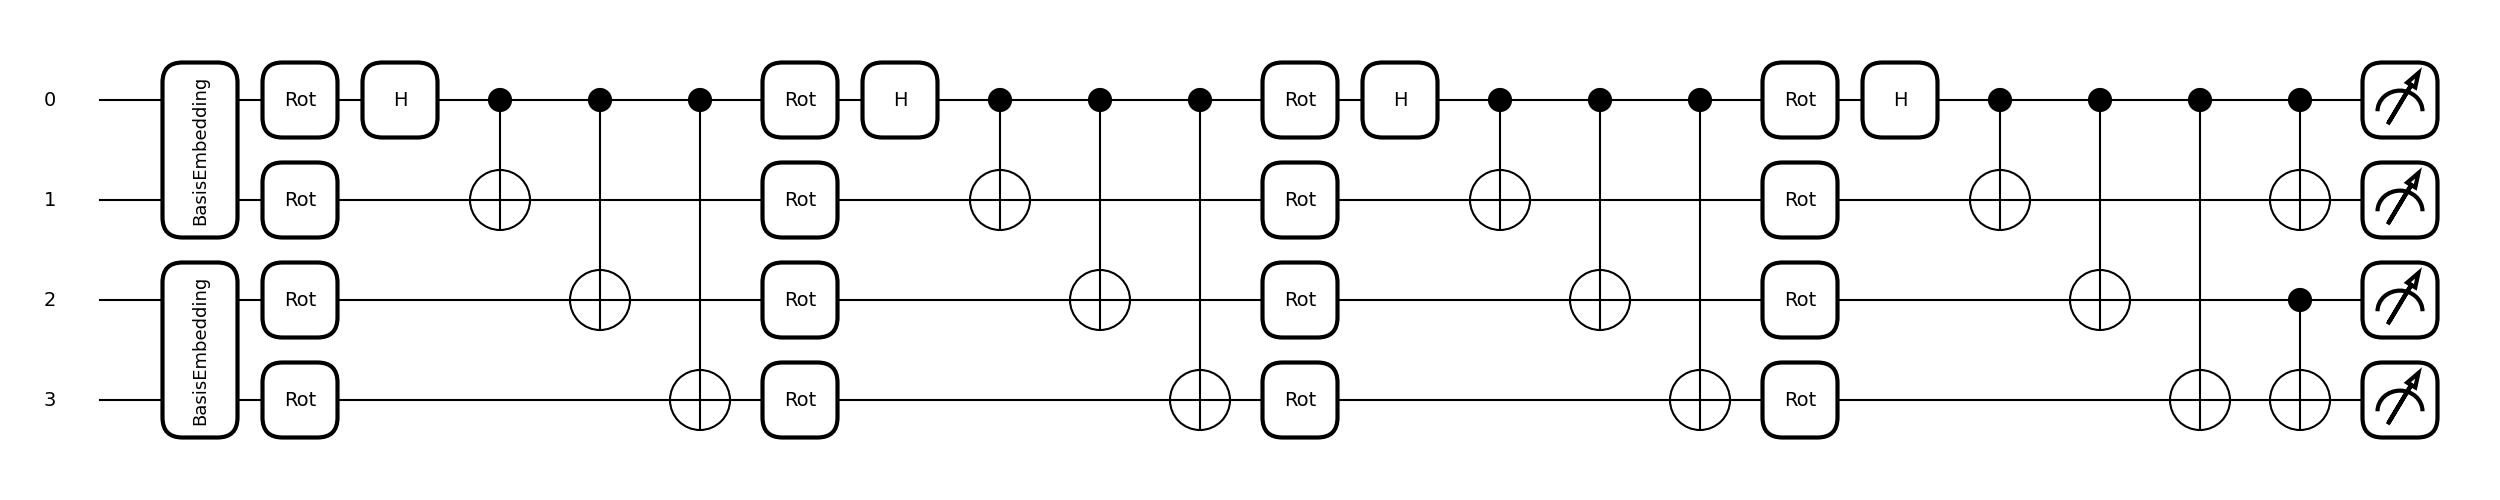 0 BasisEmbedding Rot H Rot H Rot H Rot H
1 Rot Rot Rot Rot
2 BasisEmbedding Rot Rot Rot Rot
3 Rot Rot Rot Rot